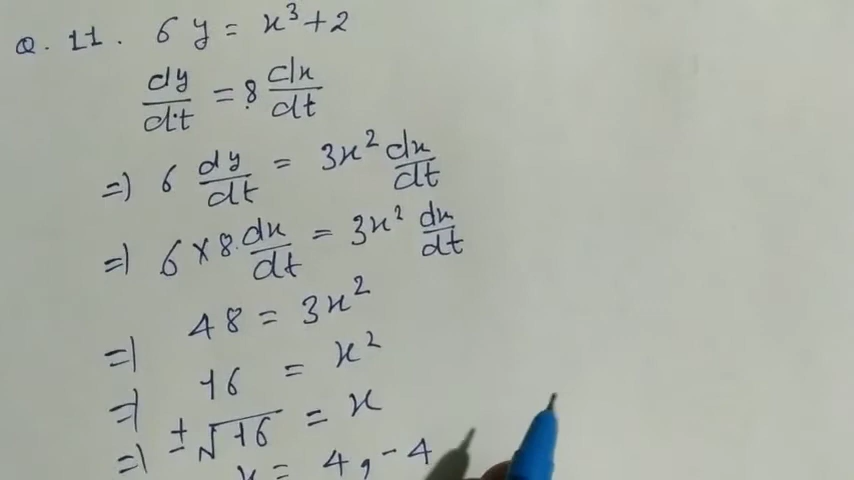 Q. 11. 6 y = x³ + 2
dy/dt = 8 dx/dt
=) 6 dy/dt = 3x² dx/dt
=) 6 × 8. dx/dt = 3x² dx/dt
=) 48 = 3x²
=) 16 = x²
=) ± √16 = x
x = 4, - 4